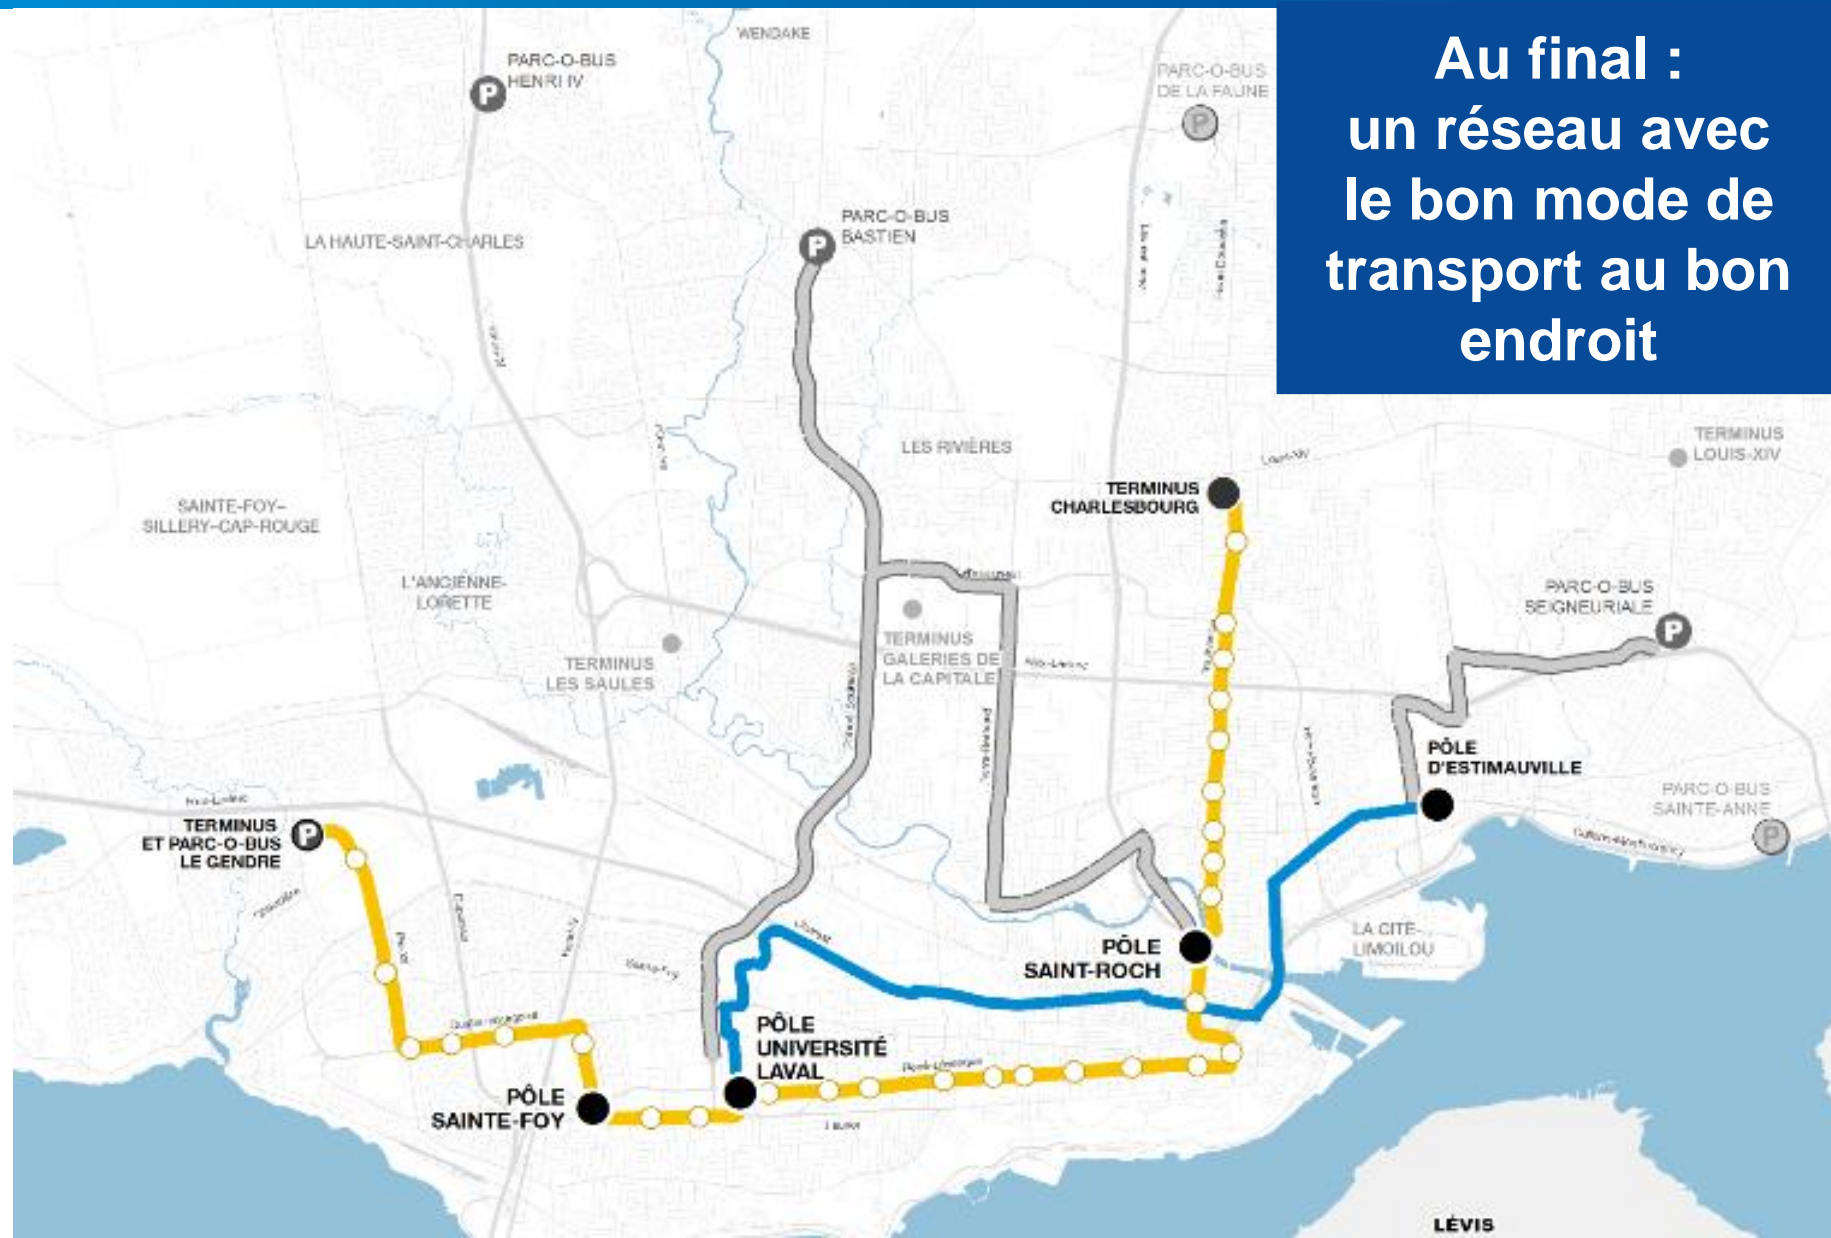 Au final :
un réseau avec
le bon mode de
transport au bon
endroit
WENDAKE
PARC-O-BUS
HENRI IV
P
PARC-O-BUS
DE LA FAUNE
P
PARC-O-BUS
BASTIEN
P
LA HAUTE-SAINT-CHARLES
LES RIVIÈRES
TERMINUS
LOUIS-XIV
TERMINUS
CHARLESBOURG
SAINTE-FOY–
SILLERY–CAP-ROUGE
L'ANCIENNE-
LORETTE
PARC-O-BUS
SEIGNEURIALE
P
TERMINUS
LES SAULES
TERMINUS
GALERIES DE
LA CAPITALE
PÔLE
D'ESTIMAUVILLE
PARC-O-BUS
SAINTE-ANNE
P
TERMINUS
ET PARC-O-BUS
LE GENDRE
P
LA CITÉ-
LIMOILOU
PÔLE
SAINT-ROCH
PÔLE
UNIVERSITÉ
LAVAL
PÔLE
SAINTE-FOY
LÉVIS